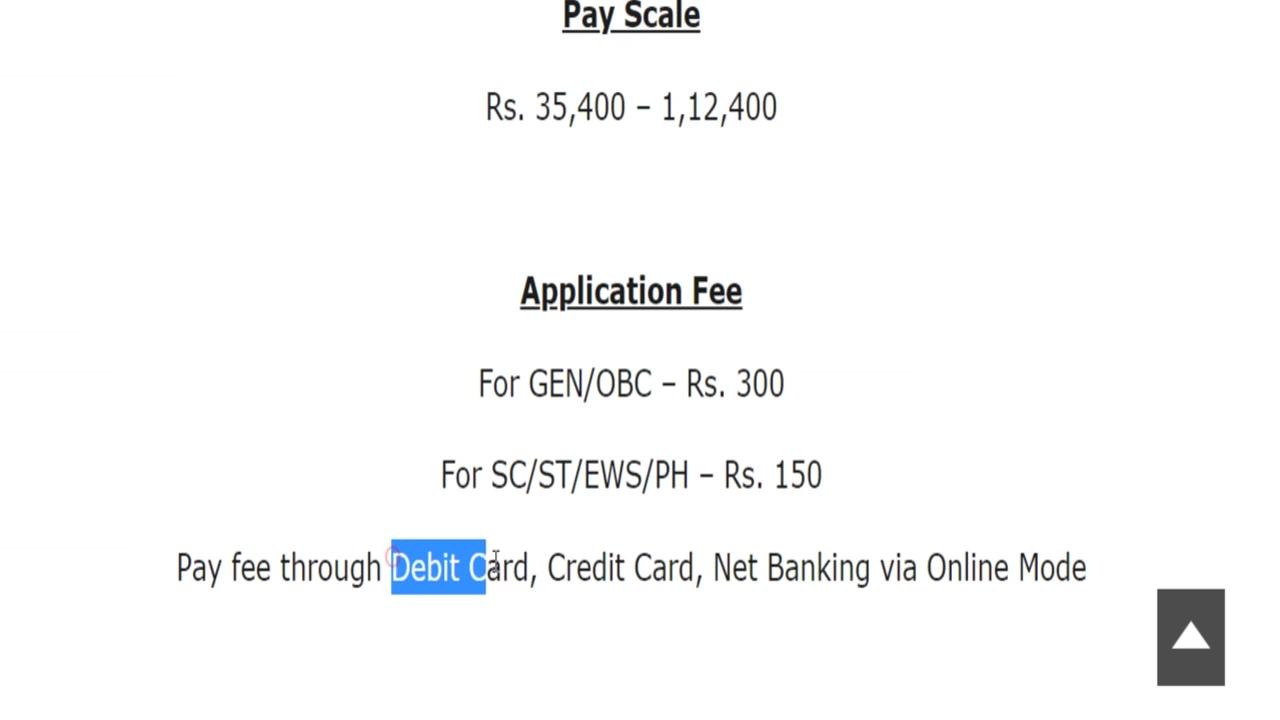 Pay Scale
Rs. 35,400 – 1,12,400
Application Fee
For GEN/OBC – Rs. 300
For SC/ST/EWS/PH – Rs. 150
Pay fee through Debit Card, Credit Card, Net Banking via Online Mode